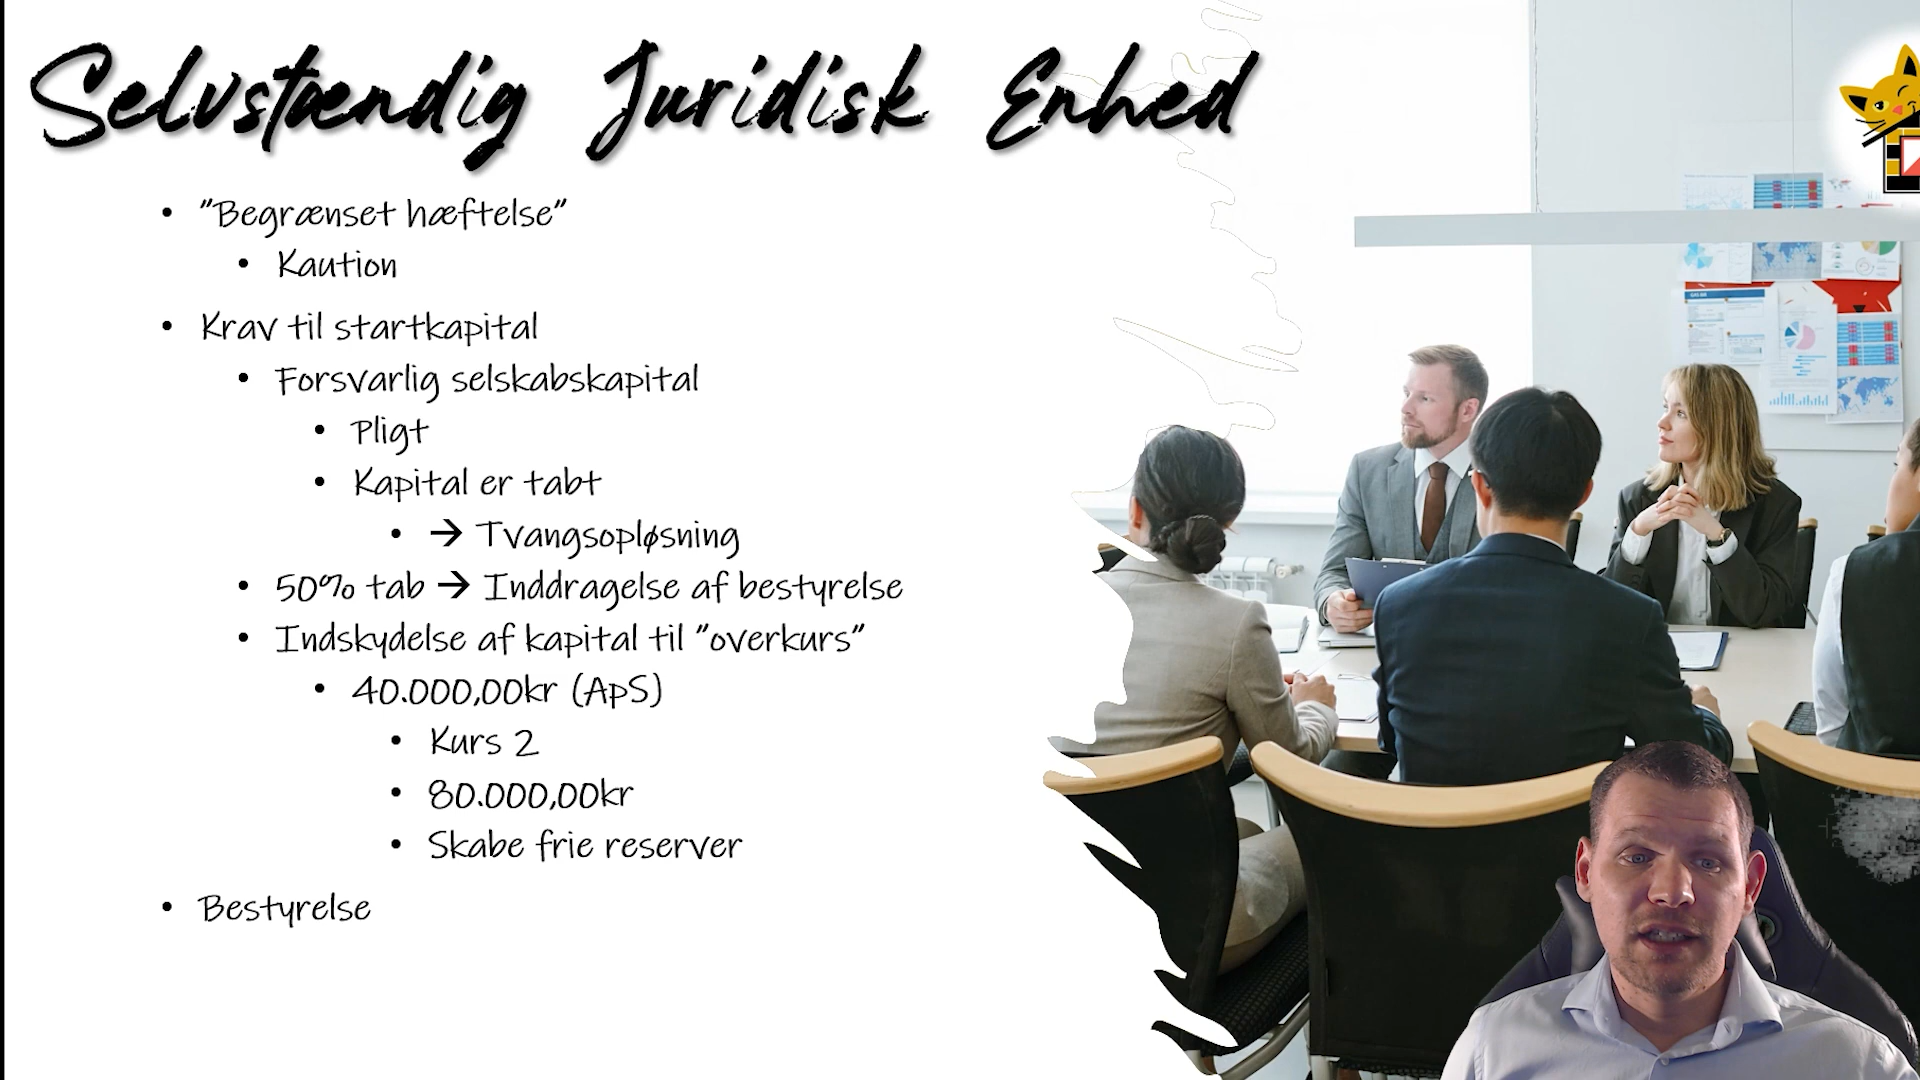 Selvstændig Juridisk Enhed
• "Begrænset hæftelse"
• Kaution
• Krav til startkapital
• Forsvarlig selskabskapital
• Pligt
• Kapital er tabt
• → Tvangsopløsning
• 50% tab → Inddragelse af bestyrelse
• Indskydelse af kapital til "overkurs"
• 40.000,00kr (ApS)
• Kurs 2
• 80.000,00kr
• Skabe frie reserver
• Bestyrelse